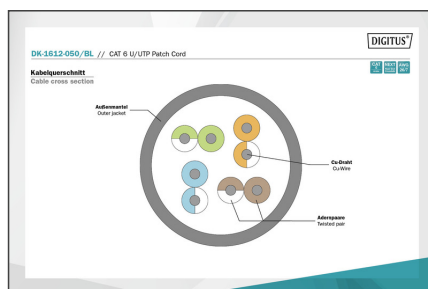 DIGITUS®
DK-1612-050/BL // CAT 6 U/UTP Patch Cord
Kabelquerschnitt
Cable cross section
Außenmantel
Outer jacket
Cu-Draht
Cu-Wire
Aderspaare
Twisted pair